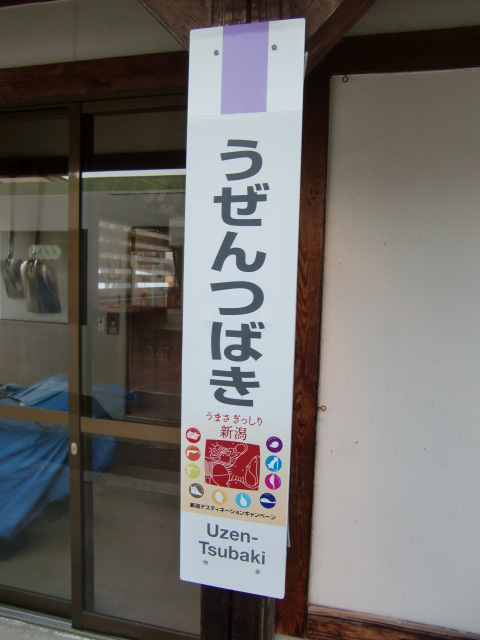 うぜんつばき
うまさぎっしり
新潟
新潟デスティネーションキャンペーン
Uzen-
Tsubaki